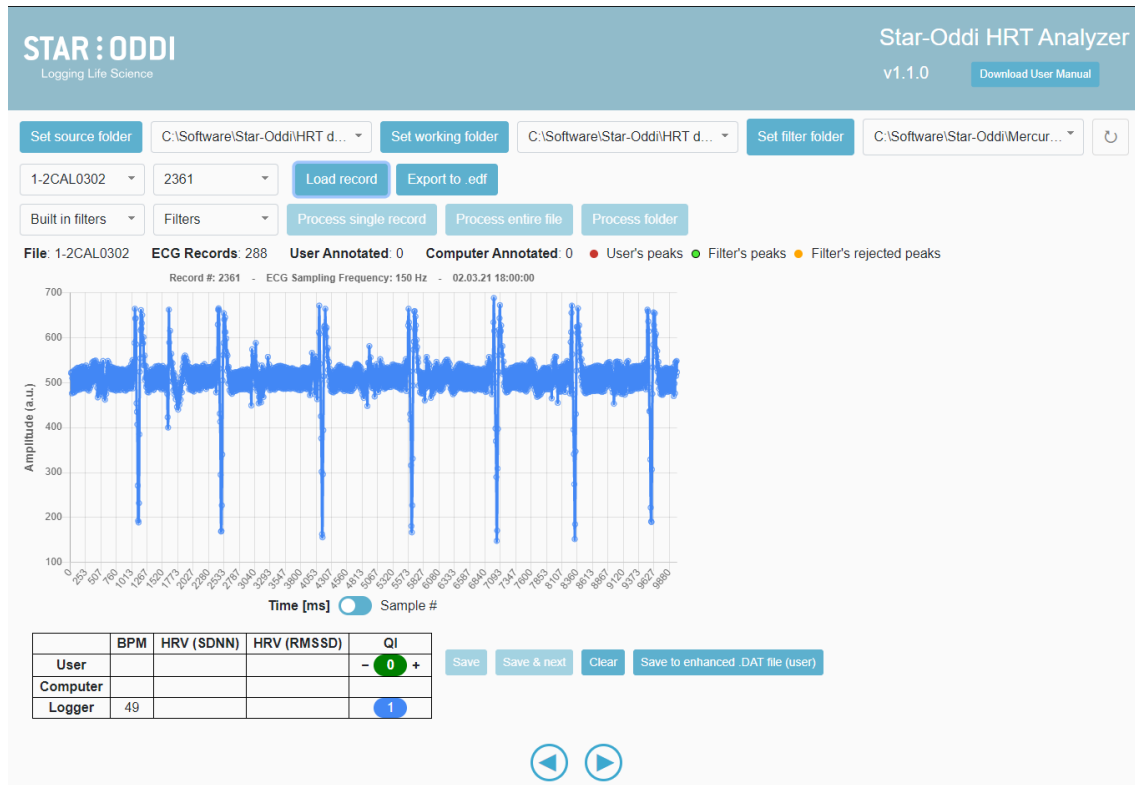 STAR:ODDI
Logging Life Science
Star-Oddi HRT Analyzer
v1.1.0 Download User Manual
Set source folder C:\Software\Star-Oddi\HRT d... Set working folder C:\Software\Star-Oddi\HRT d... Set filter folder C:\Software\Star-Oddi\Mercur...
1-2CAL0302 2361 Load record Export to .edf
Built in filters Filters Process single record Process entire file Process folder
File: 1-2CAL0302 ECG Records: 288 User Annotated: 0 Computer Annotated: 0 User's peaks Filter's peaks Filter's rejected peaks
Record #: 2361 - ECG Sampling Frequency: 150 Hz - 02.03.21 18:00:00
700
600
500
400
300
200
100
Amplitude (a.u.)
0 253 507 760 1013 1267 1520 1773 2027 2280 2533 2787 3040 3293 3547 3800 4053 4307 4560 4813 5067 5320 5573 5827 6080 6333 6587 6840 7093 7347 7600 7853 8107 8360 8613 8867 9120 9373 9627 9880
Time [ms] Sample #
BPM HRV (SDNN) HRV (RMSSD) QI
User − 0 + Save Save & next Clear Save to enhanced .DAT file (user)
Computer
Logger 49 1